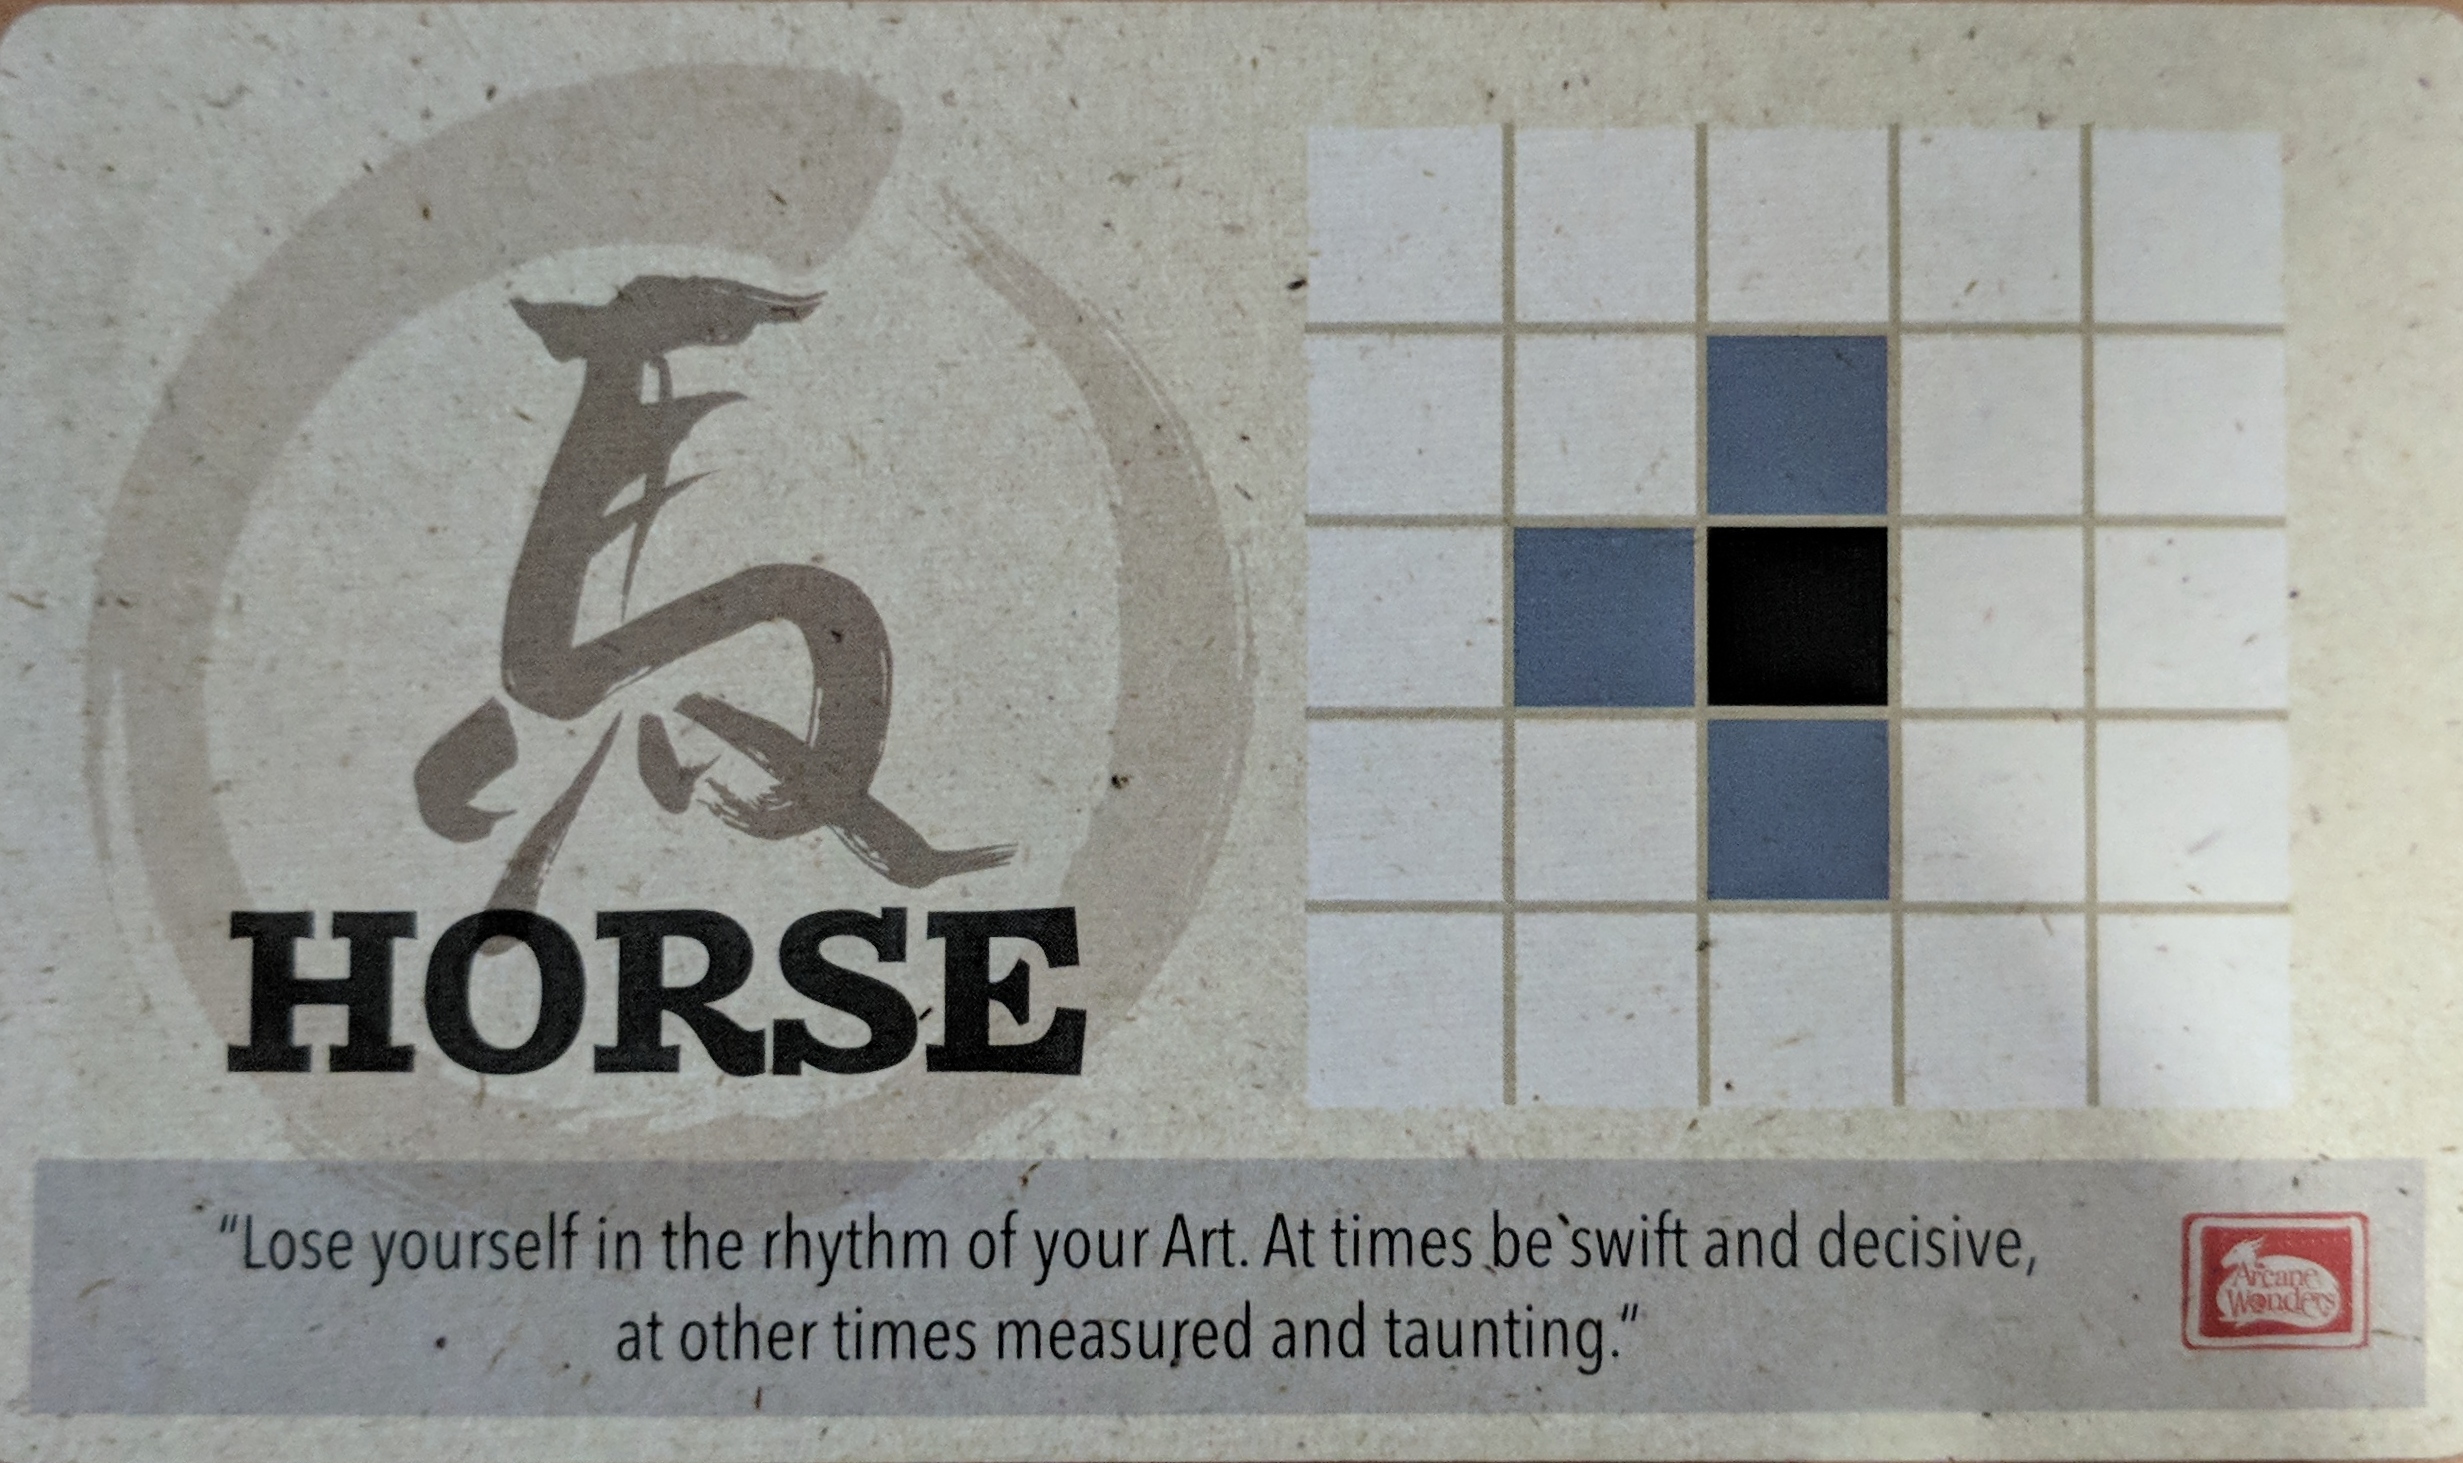 馬
HORSE
“Lose yourself in the rhythm of your Art. At times be swift and decisive,
at other times measured and taunting.”
Arcane
Wonders